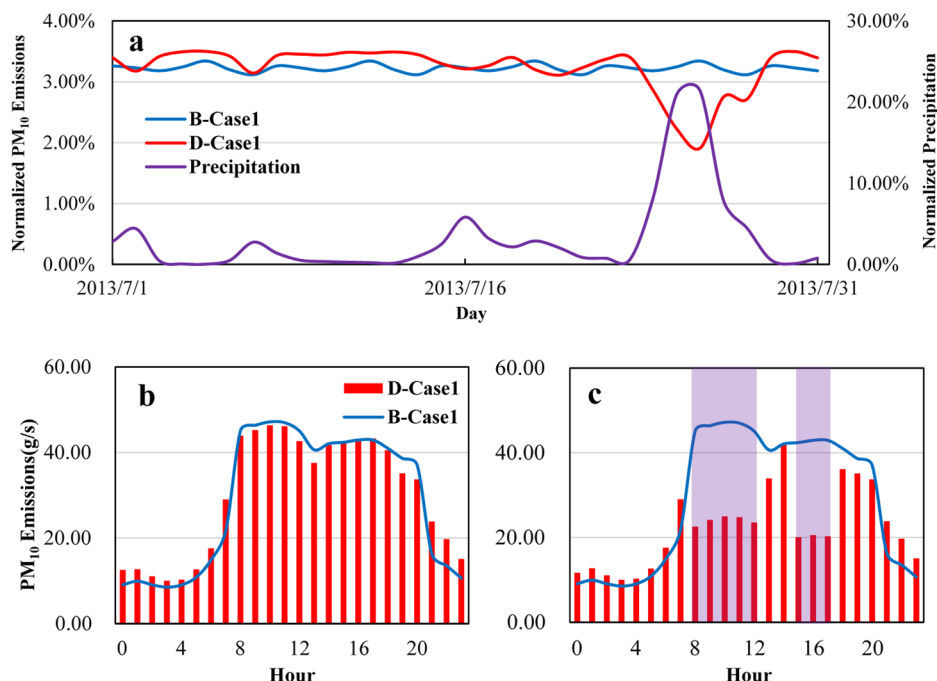 a
4.00%
3.00%
2.00%
1.00%
0.00%
Normalized PM₁₀ Emissions
B-Case1
D-Case1
Precipitation
30.00%
20.00%
10.00%
0.00%
Normalized Precipitation
2013/7/1 2013/7/16 2013/7/31
Day
b
60.00
40.00
20.00
0.00
PM₁₀ Emissions(g/s)
D-Case1
B-Case1
0 4 8 12 16 20
Hour
c
60.00
40.00
20.00
0.00
0 4 8 12 16 20
Hour